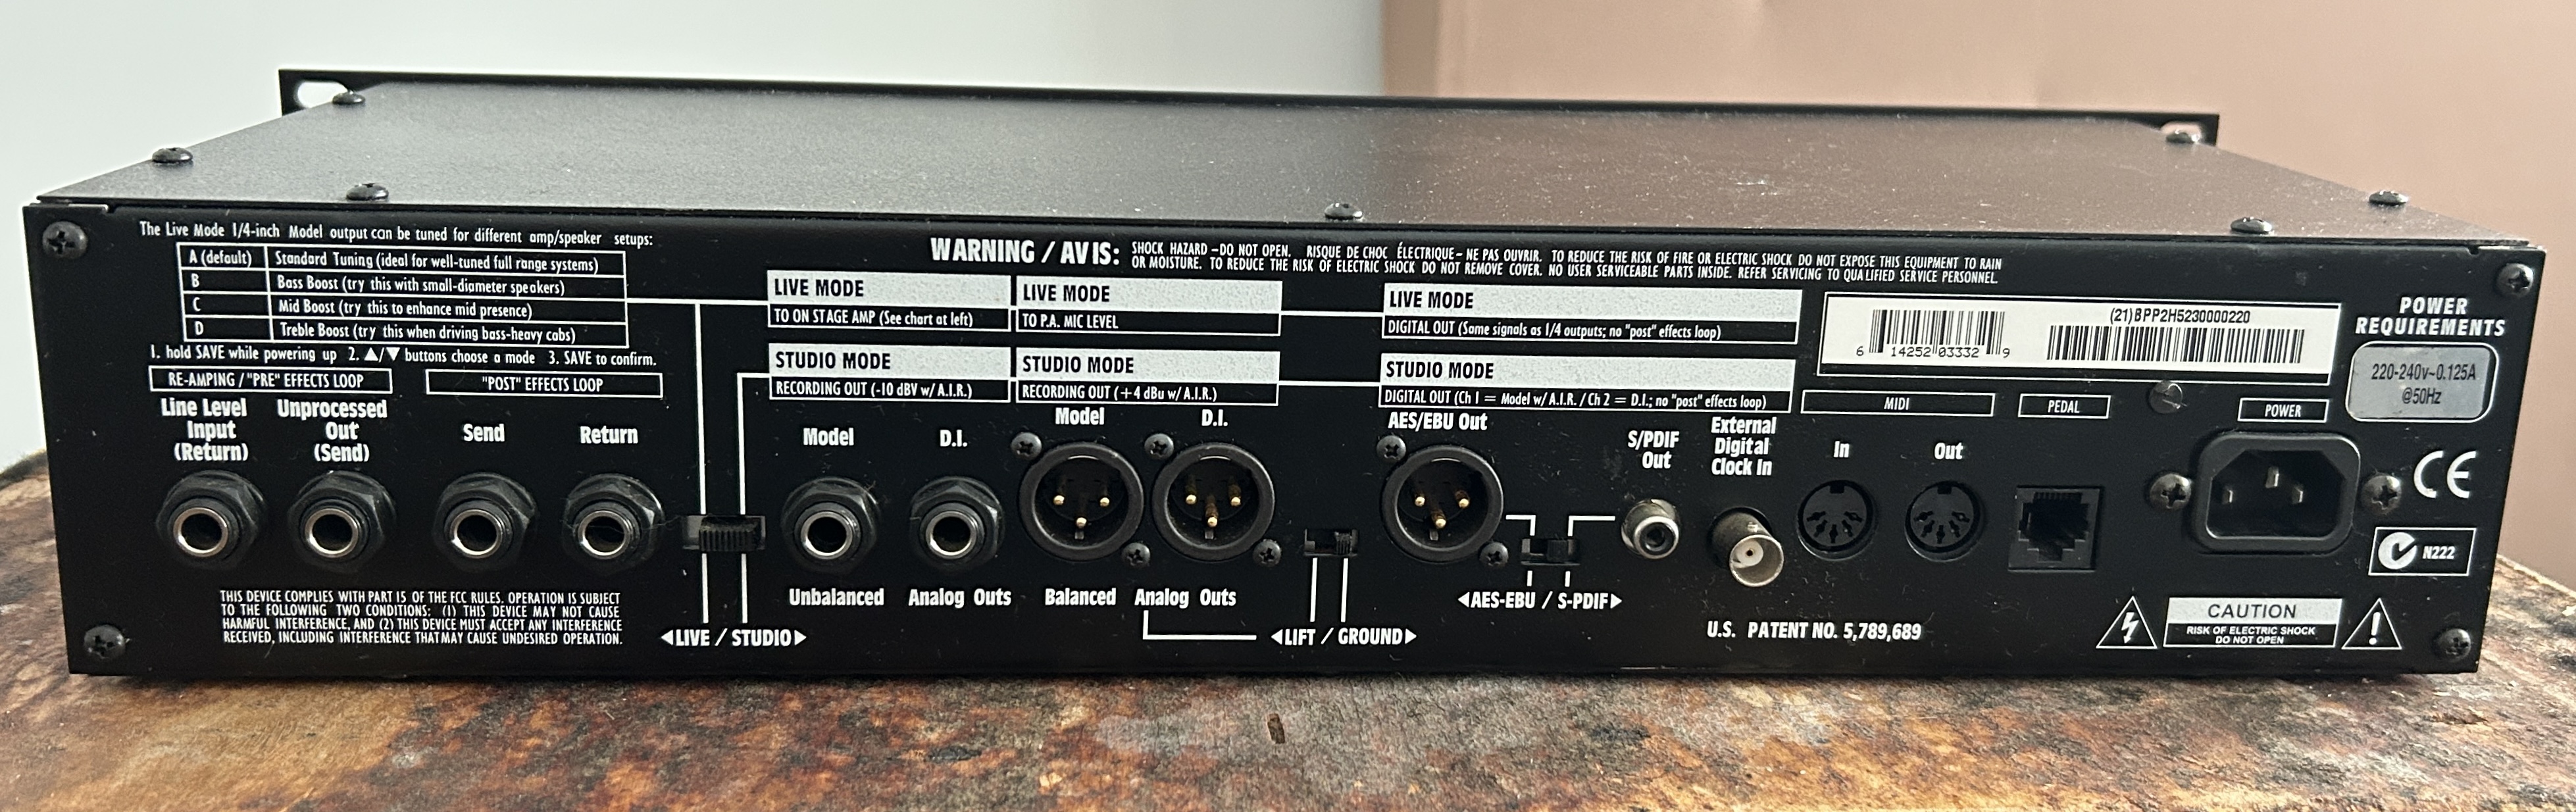 The Live Mode 1/4-inch Model output can be tuned for different amp/speaker setups:
A (default) Standard Tuning (ideal for well-tuned full range systems)
B Bass Boost (try this with small-diameter speakers)
C Mid Boost (try this to enhance mid presence)
D Treble Boost (try this when driving bass-heavy cabs)
1. hold SAVE while powering up 2. ▲/▼ buttons choose a mode 3. SAVE to confirm.
RE-AMPING / "PRE" EFFECTS LOOP
"POST" EFFECTS LOOP
Line Level
Input
(Return)
Unprocessed
Out
(Send)
Send
Return
THIS DEVICE COMPLIES WITH PART 15 OF THE FCC RULES. OPERATION IS SUBJECT
TO THE FOLLOWING TWO CONDITIONS: (1) THIS DEVICE MAY NOT CAUSE
HARMFUL INTERFERENCE, AND (2) THIS DEVICE MUST ACCEPT ANY INTERFERENCE
RECEIVED, INCLUDING INTERFERENCE THAT MAY CAUSE UNDESIRED OPERATION.
◀LIVE / STUDIO▶
WARNING / AVIS: SHOCK HAZARD -DO NOT OPEN. RISQUE DE CHOC ÉLECTRIQUE- NE PAS OUVRIR. TO REDUCE THE RISK OF FIRE OR ELECTRIC SHOCK DO NOT EXPOSE THIS EQUIPMENT TO RAIN
OR MOISTURE. TO REDUCE THE RISK OF ELECTRIC SHOCK DO NOT REMOVE COVER. NO USER SERVICEABLE PARTS INSIDE. REFER SERVICING TO QUALIFIED SERVICE PERSONNEL.
LIVE MODE
TO ON STAGE AMP (See chart at left)
STUDIO MODE
RECORDING OUT (-10 dBV w/ A.I.R.)
LIVE MODE
TO P.A. MIC LEVEL
STUDIO MODE
RECORDING OUT (+4 dBu w/ A.I.R.)
LIVE MODE
DIGITAL OUT (Same signals as 1/4 outputs; no "post" effects loop)
STUDIO MODE
DIGITAL OUT (Ch 1 = Model w/ A.I.R. / Ch 2 = D.I.; no "post" effects loop)
Model
D.I.
Unbalanced Analog Outs
Model
D.I.
Balanced Analog Outs
◀LIFT / GROUND▶
AES/EBU Out
◀AES-EBU / S-PDIF▶
S/PDIF
Out
External
Digital
Clock In
U.S. PATENT NO. 5,789,689
6 14252 03332 9
(21)BPP2H5230000220
MIDI
In
Out
PEDAL
POWER
POWER
REQUIREMENTS
220-240v~0.125A
@50Hz
CE
N222
CAUTION
RISK OF ELECTRIC SHOCK
DO NOT OPEN